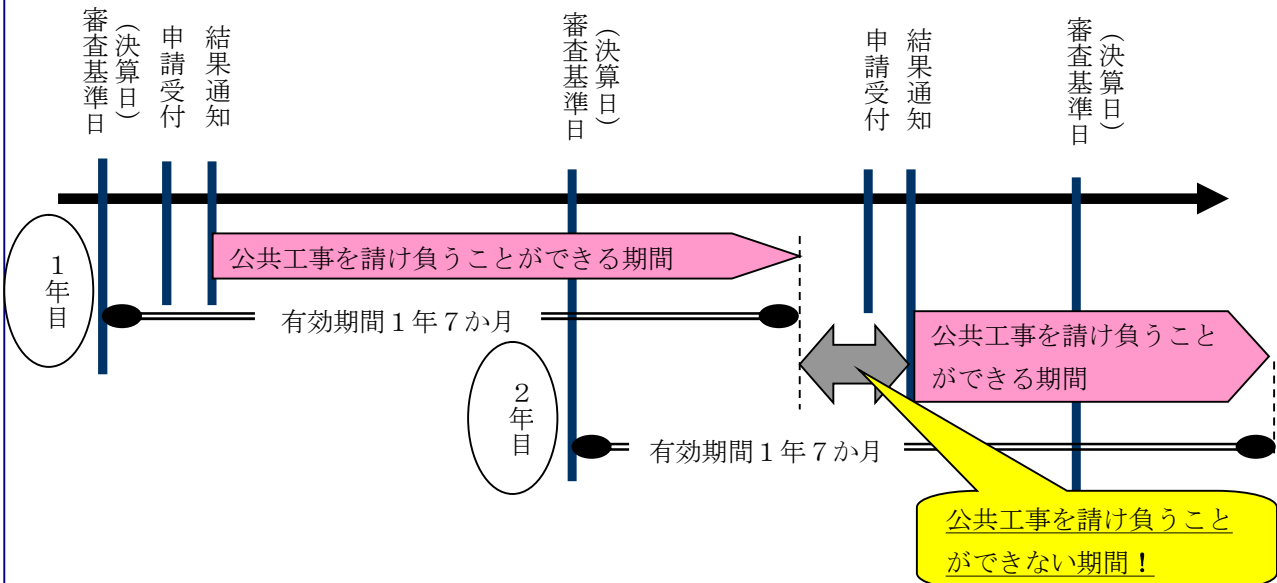 審査基準日
（決算日）
申請受付
結果通知
審査基準日
（決算日）
申請受付
結果通知
審査基準日
（決算日）
１年目
公共工事を請け負うことができる期間
有効期間１年７か月
２年目
公共工事を請け負うこと
ができる期間
有効期間１年７か月
公共工事を請け負うこと
ができない期間！